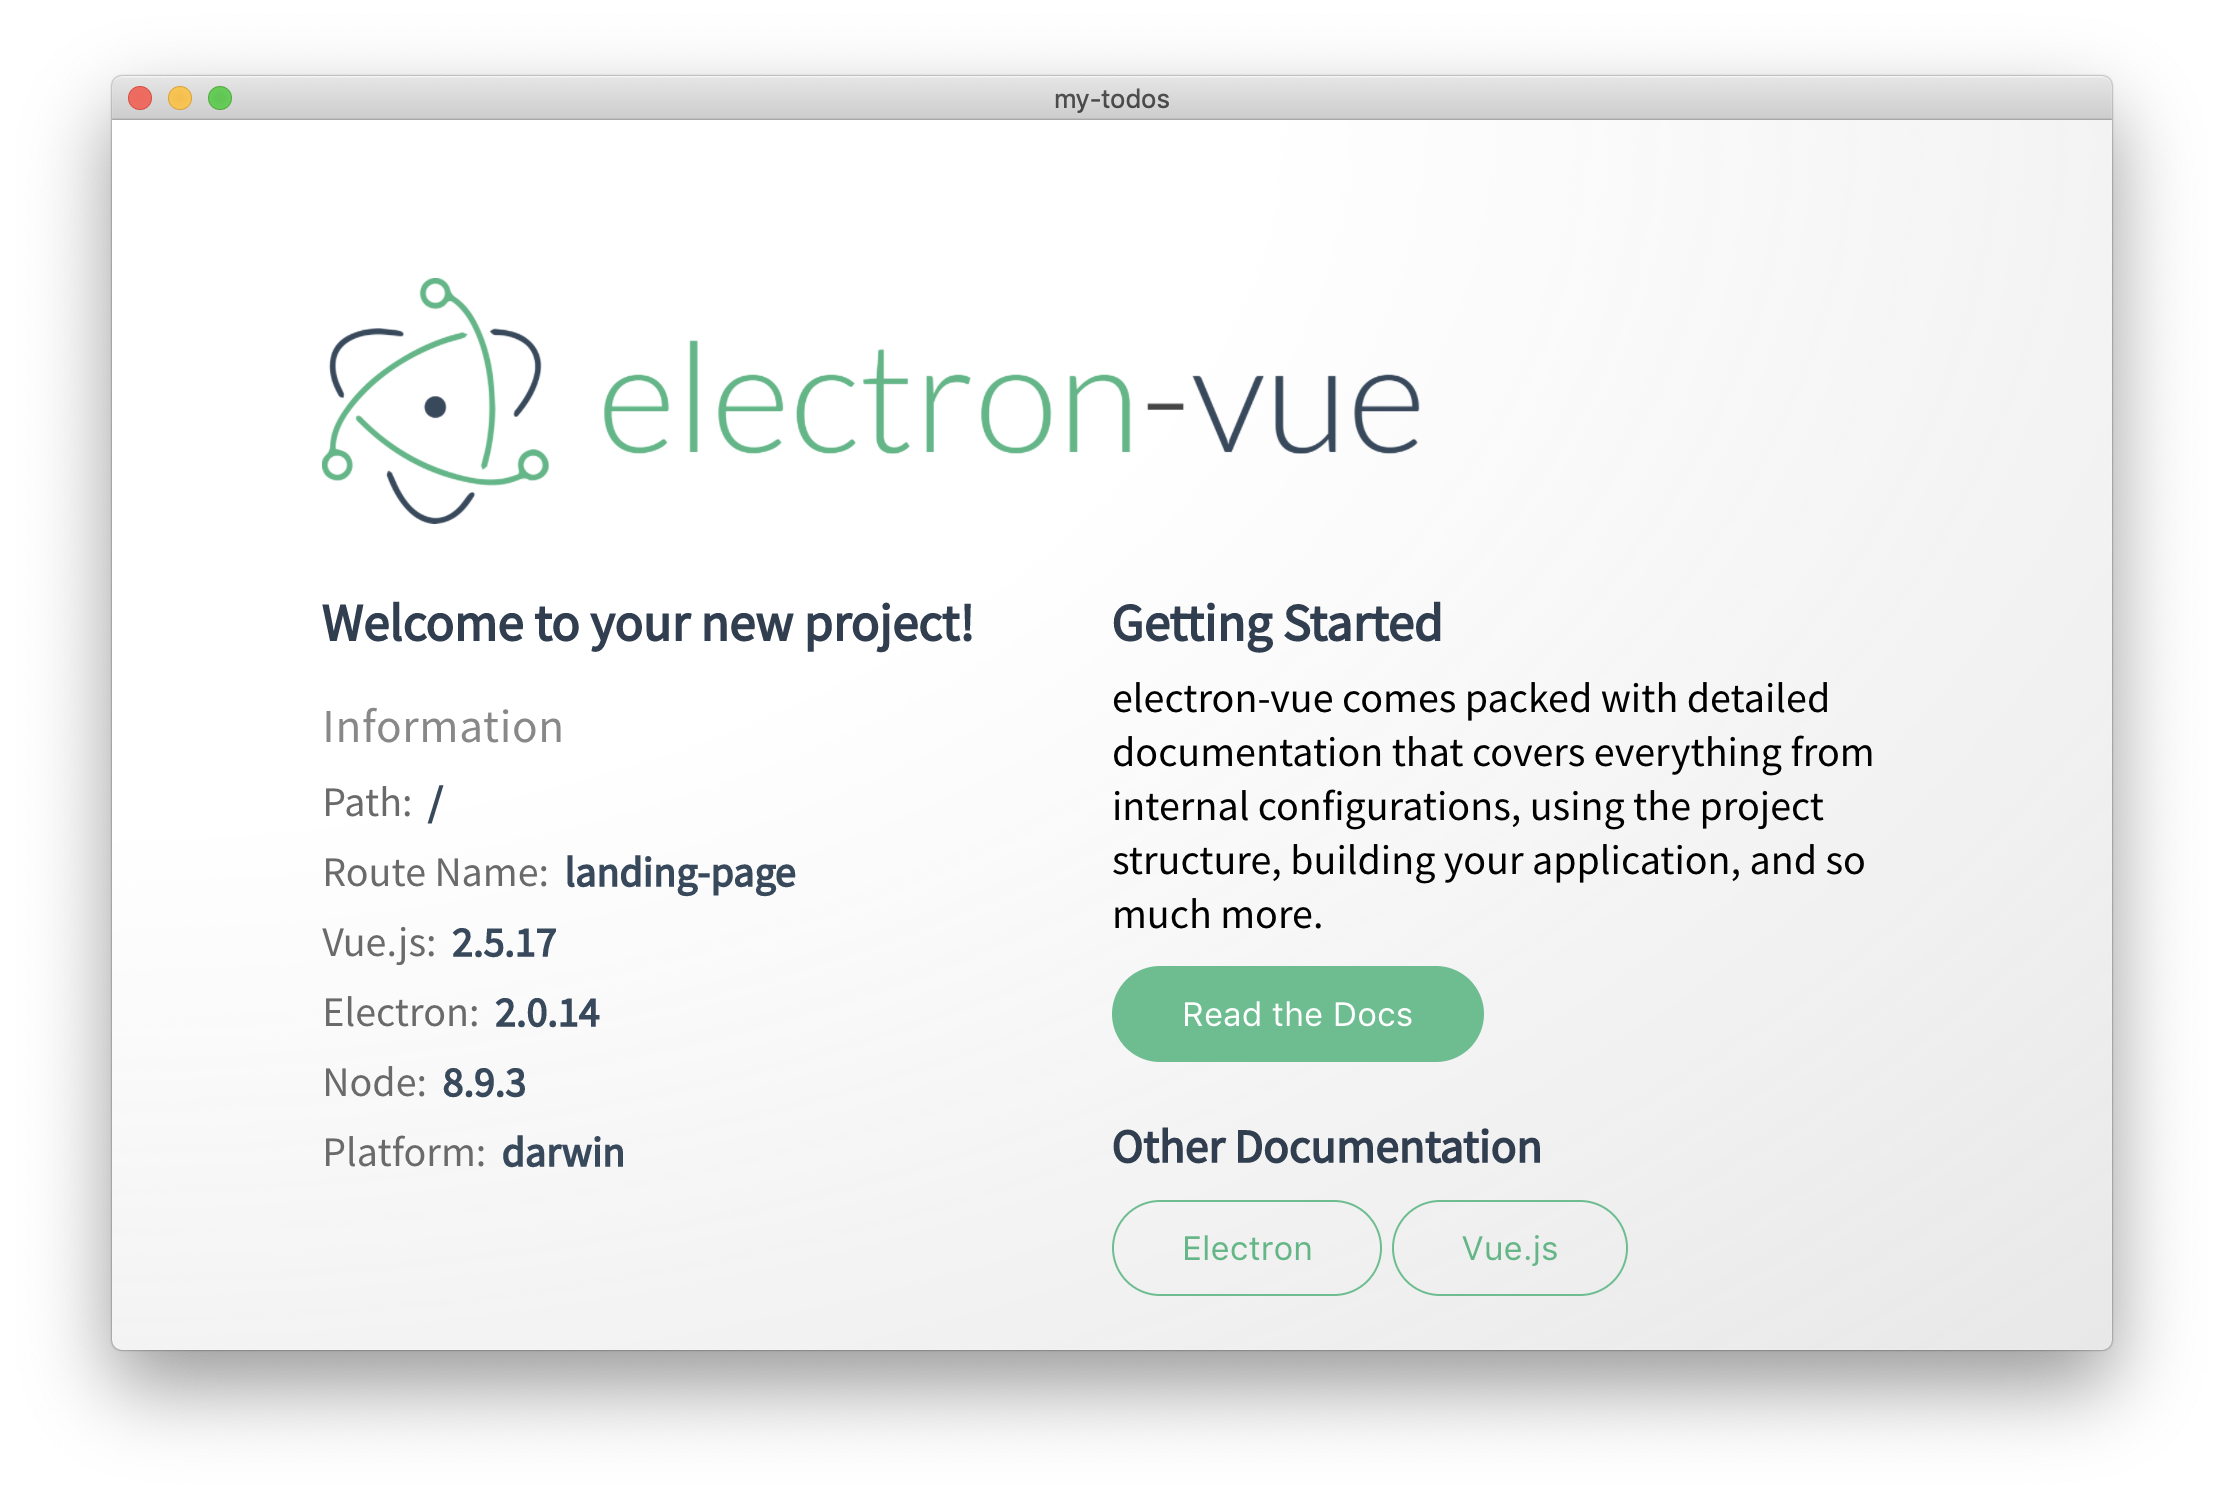 my-todos
electron-vue
Welcome to your new project!
Information
Path: /
Route Name: landing-page
Vue.js: 2.5.17
Electron: 2.0.14
Node: 8.9.3
Platform: darwin
Getting Started
electron-vue comes packed with detailed
documentation that covers everything from
internal configurations, using the project
structure, building your application, and so
much more.
Read the Docs
Other Documentation
Electron
Vue.js